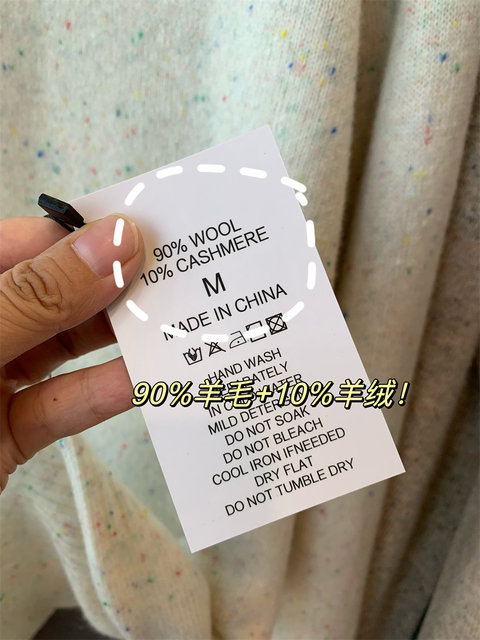 90% WOOL
10% CASHMERE
M
MADE IN CHINA
HAND WASH
IN
MILD
DO NOT SOAK
DO NOT BLEACH
COOL IRON IFNEEDED
DRY FLAT
DO NOT TUMBLE DRY
90%羊毛+10%羊绒!